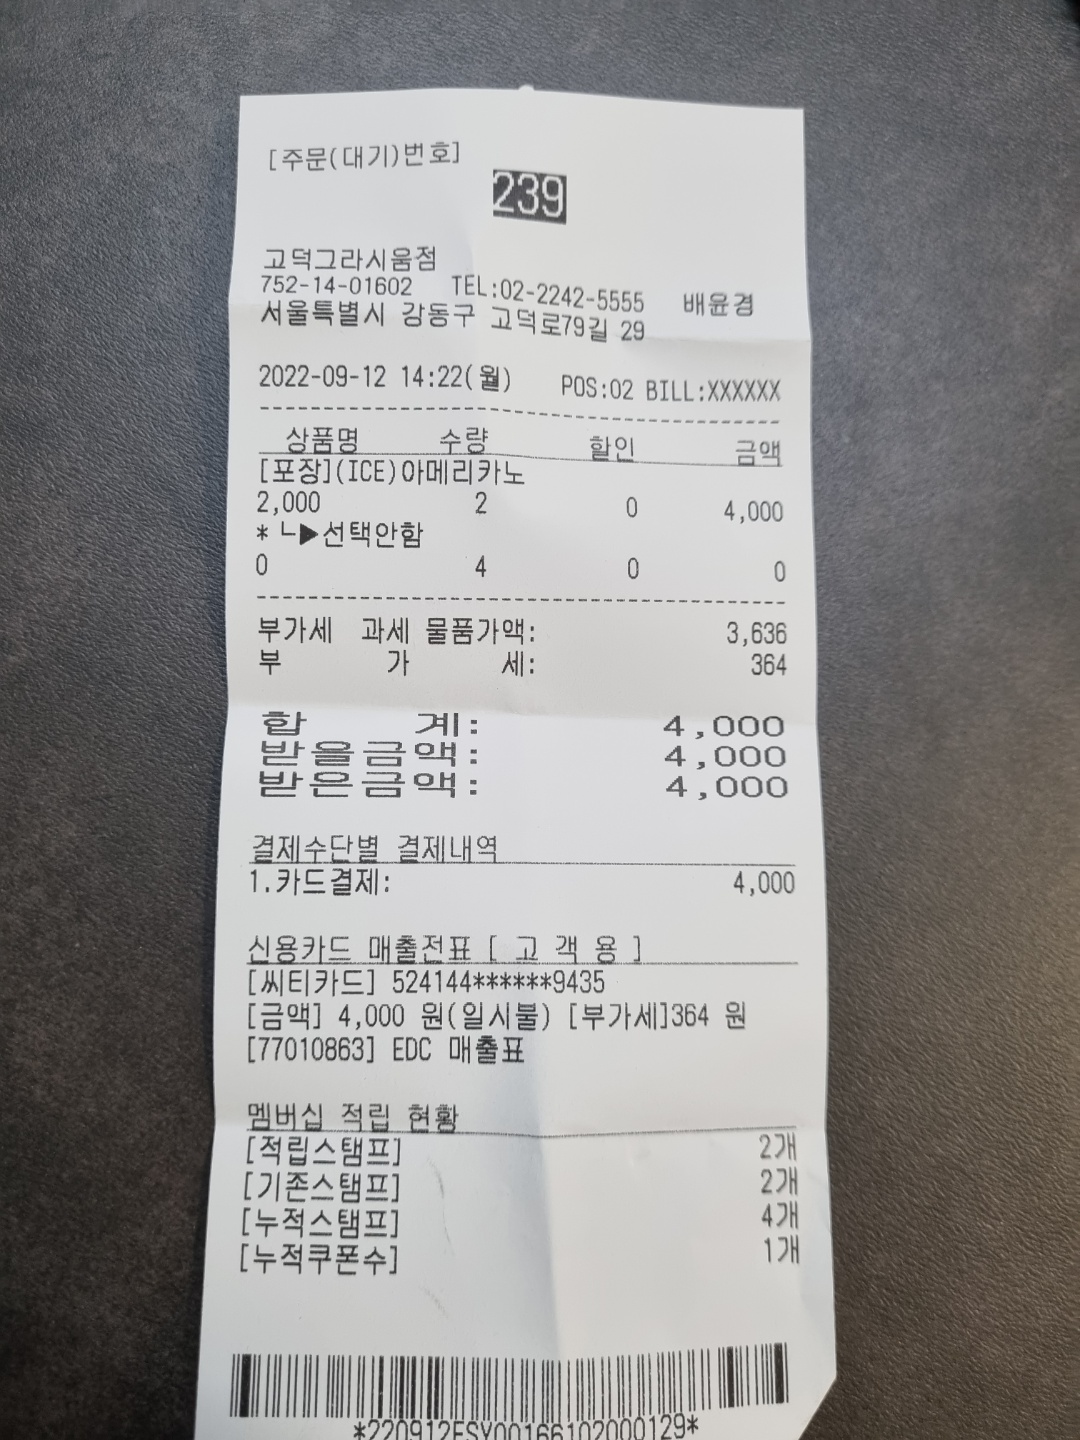 [주문(대기)번호]
239
고덕그라시움점
752-14-01602 TEL:02-2242-5555 배윤경
서울특별시 강동구 고덕로79길 29
2022-09-12 14:22(월) POS:02 BILL:XXXXXX
상품명 수량 할인 금액
[포장](ICE)아메리카노
2,000 2 0 4,000
* ㄴ▶선택안함
0 4 0 0
부가세 과세 물품가액: 3,636
부 가 세: 364
합 계: 4,000
받을금액: 4,000
받은금액: 4,000
결제수단별 결제내역
1.카드결제: 4,000
신용카드 매출전표 [ 고 객 용 ]
[씨티카드] 524144******9435
[금액] 4,000 원(일시불) [부가세]364 원
[77010863] EDC 매출표
멤버십 적립 현황
[적립스탬프] 2개
[기존스탬프] 2개
[누적스탬프] 4개
[누적쿠폰수] 1개
*220912ESY00166102000129*